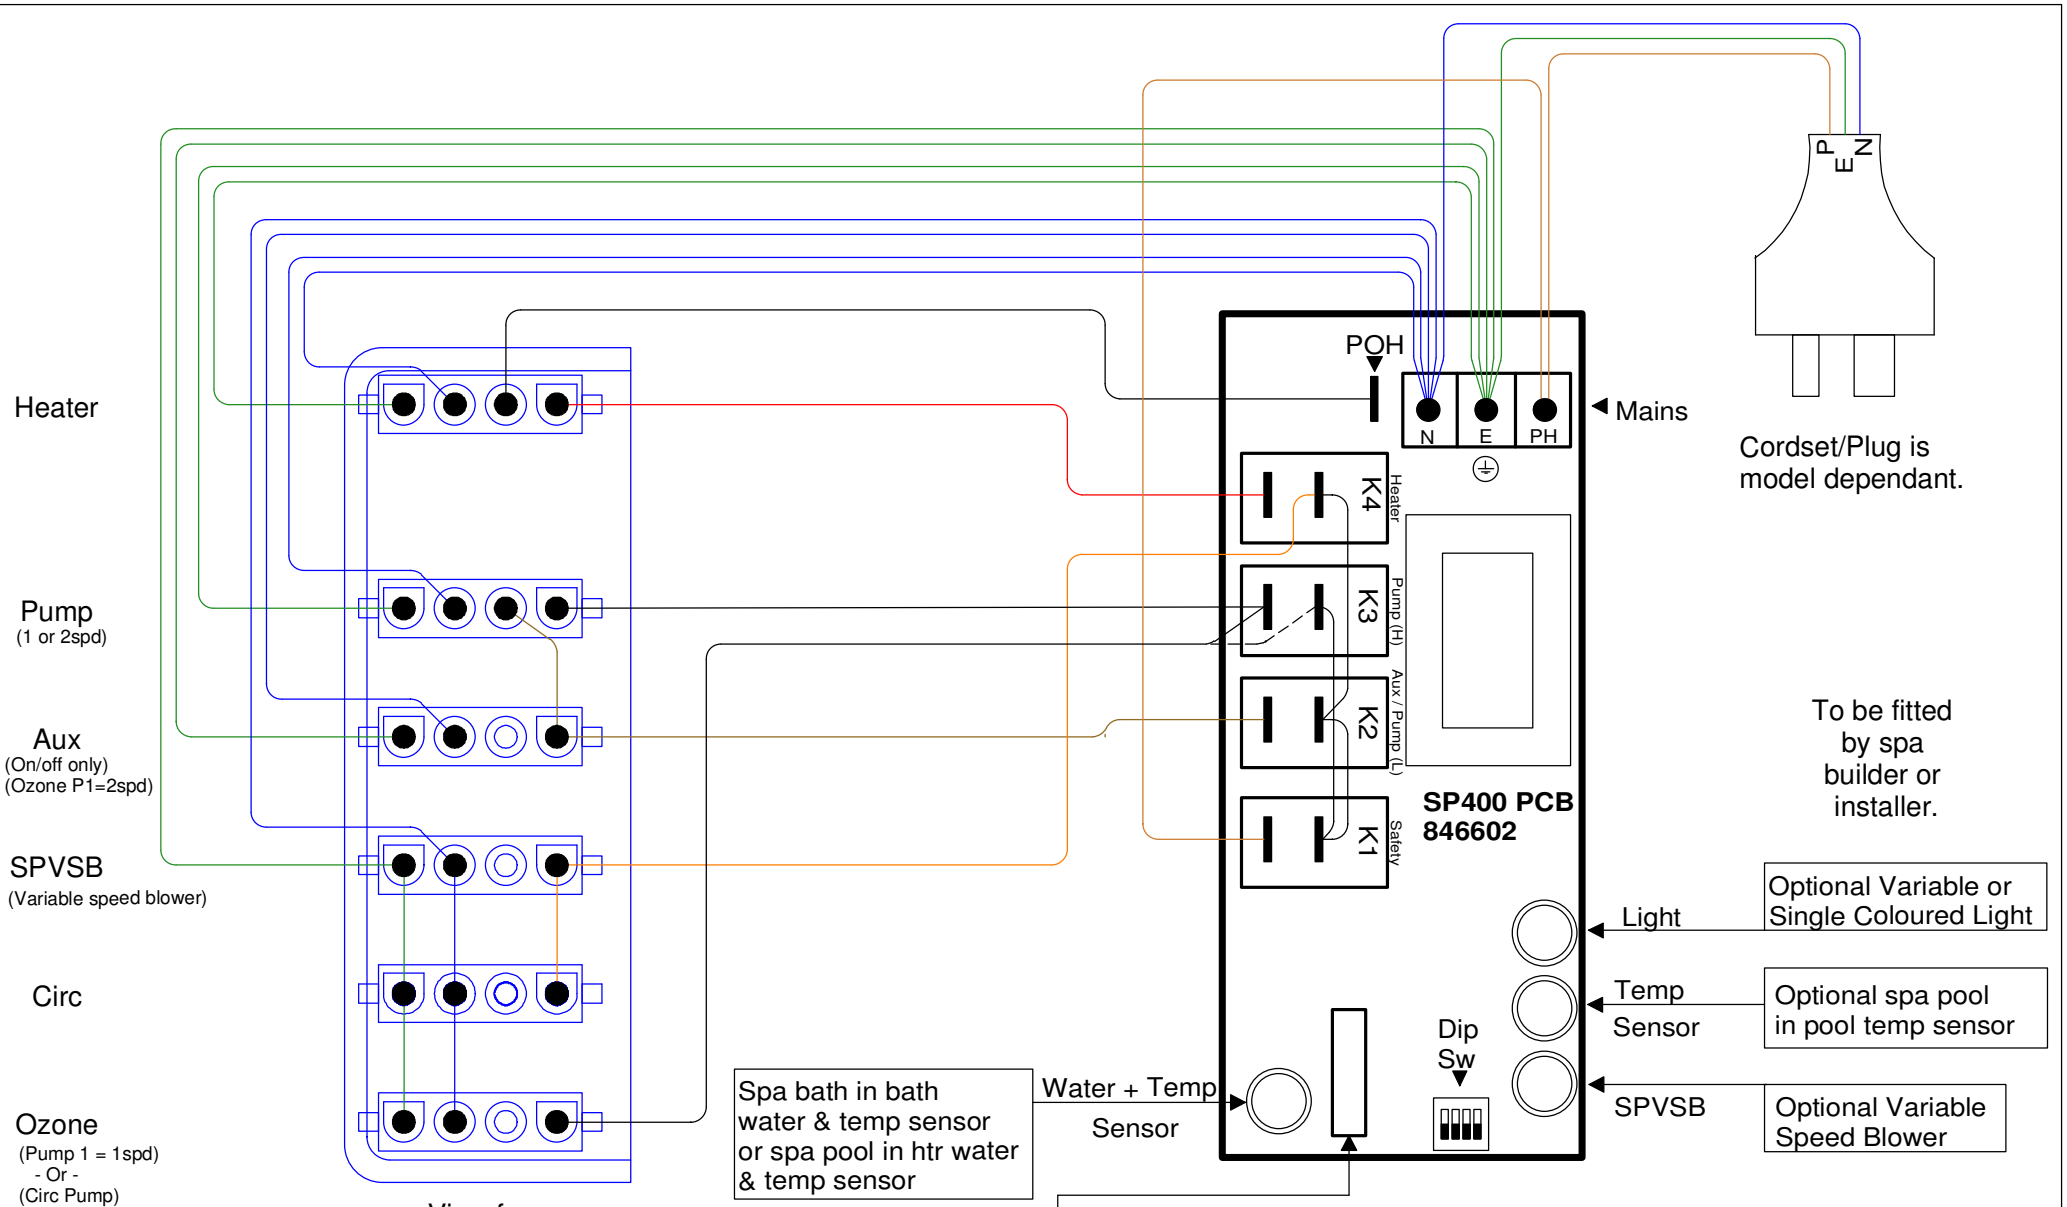 P
E
N
POH
N
E
PH
Mains
Cordset/Plug is
model dependant.
Heater
K4
Heater
Pump
(1 or 2spd)
K3
Pump (H)
Aux
(On/off only)
(Ozone P1=2spd)
K2
Aux / Pump (L)
To be fitted
by spa
builder or
installer.
SP400 PCB
846602
K1
Safety
SPVSB
(Variable speed blower)
Light
Optional Variable or
Single Coloured Light
Circ
Temp
Sensor
Optional spa pool
in pool temp sensor
Dip
Sw
SPVSB
Optional Variable
Speed Blower
Water + Temp
Sensor
Spa bath in bath
water & temp sensor
or spa pool in htr water
& temp sensor
Ozone
(Pump 1 = 1spd)
- Or -
(Circ Pump)